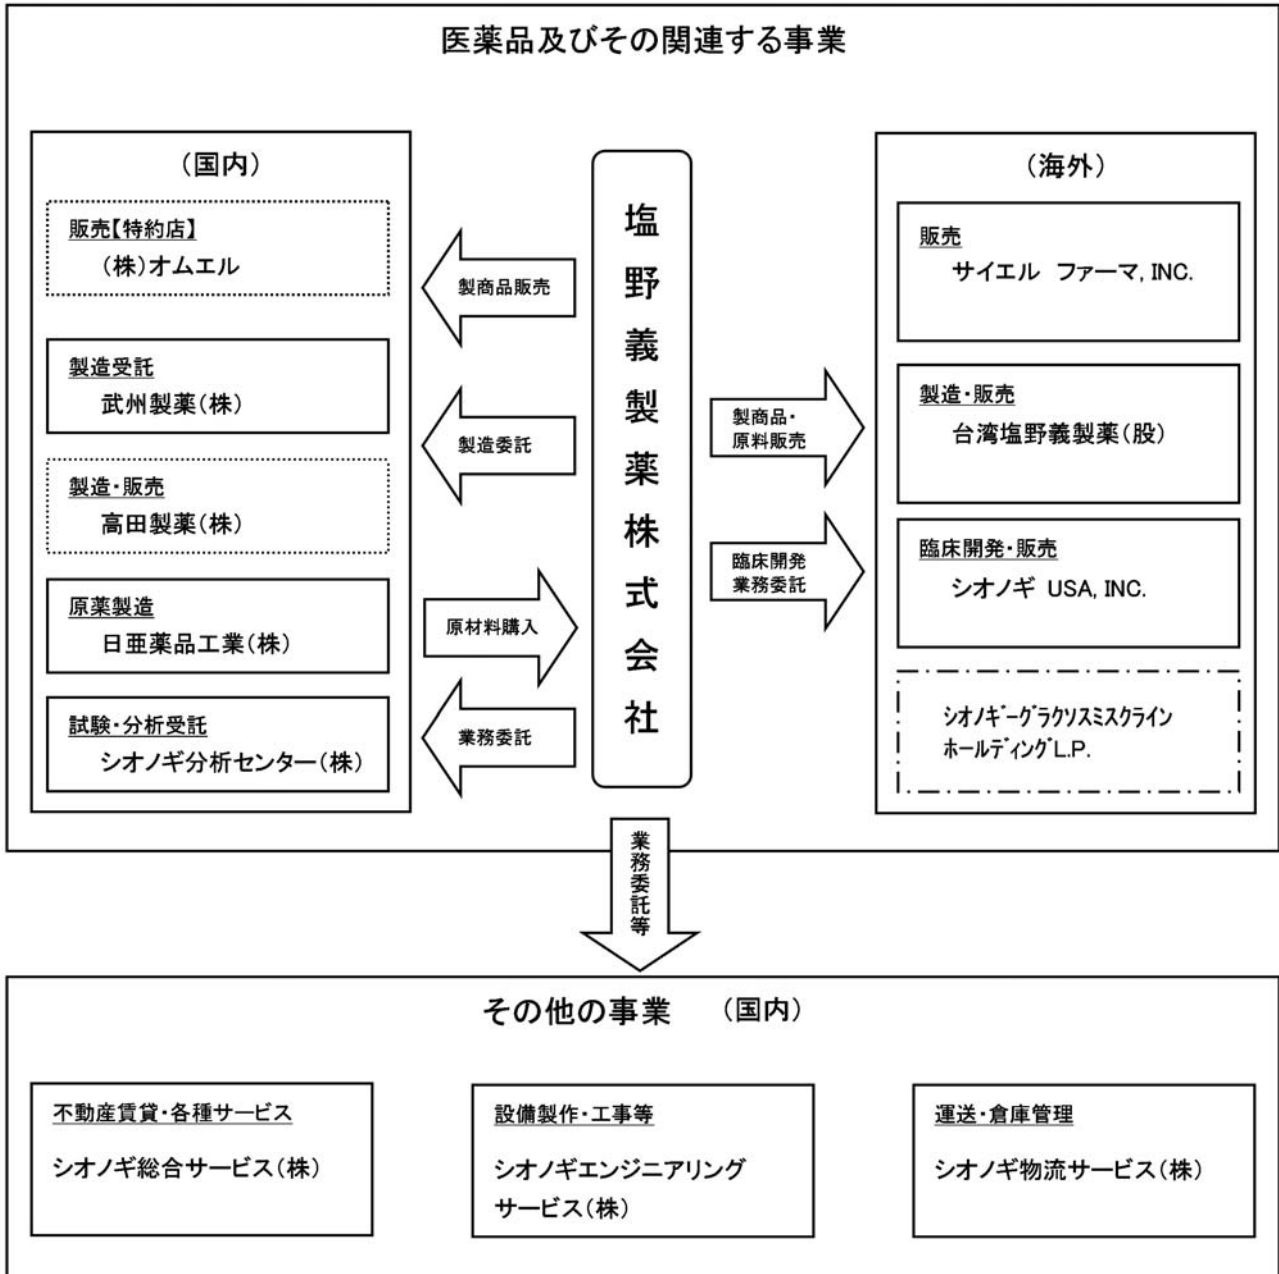 医薬品及びその関連する事業
(国内)
販売【特約店】
(株)オムエル
製造受託
武州製薬(株)
製造・販売
高田製薬(株)
原薬製造
日亜薬品工業(株)
試験・分析受託
シオノギ分析センター(株)
製商品販売
製造委託
原材料購入
業務委託
塩野義製薬株式会社
製商品・
原料販売
臨床開発
業務委託
(海外)
販売
サイエル ファーマ, INC.
製造・販売
台湾塩野義製薬(股)
臨床開発・販売
シオノギ USA, INC.
シオノギーグラクソスミスクライン
ホールディングL.P.
業務委託等
その他の事業 (国内)
不動産賃貸・各種サービス
シオノギ総合サービス(株)
設備製作・工事等
シオノギエンジニアリング
サービス(株)
運送・倉庫管理
シオノギ物流サービス(株)